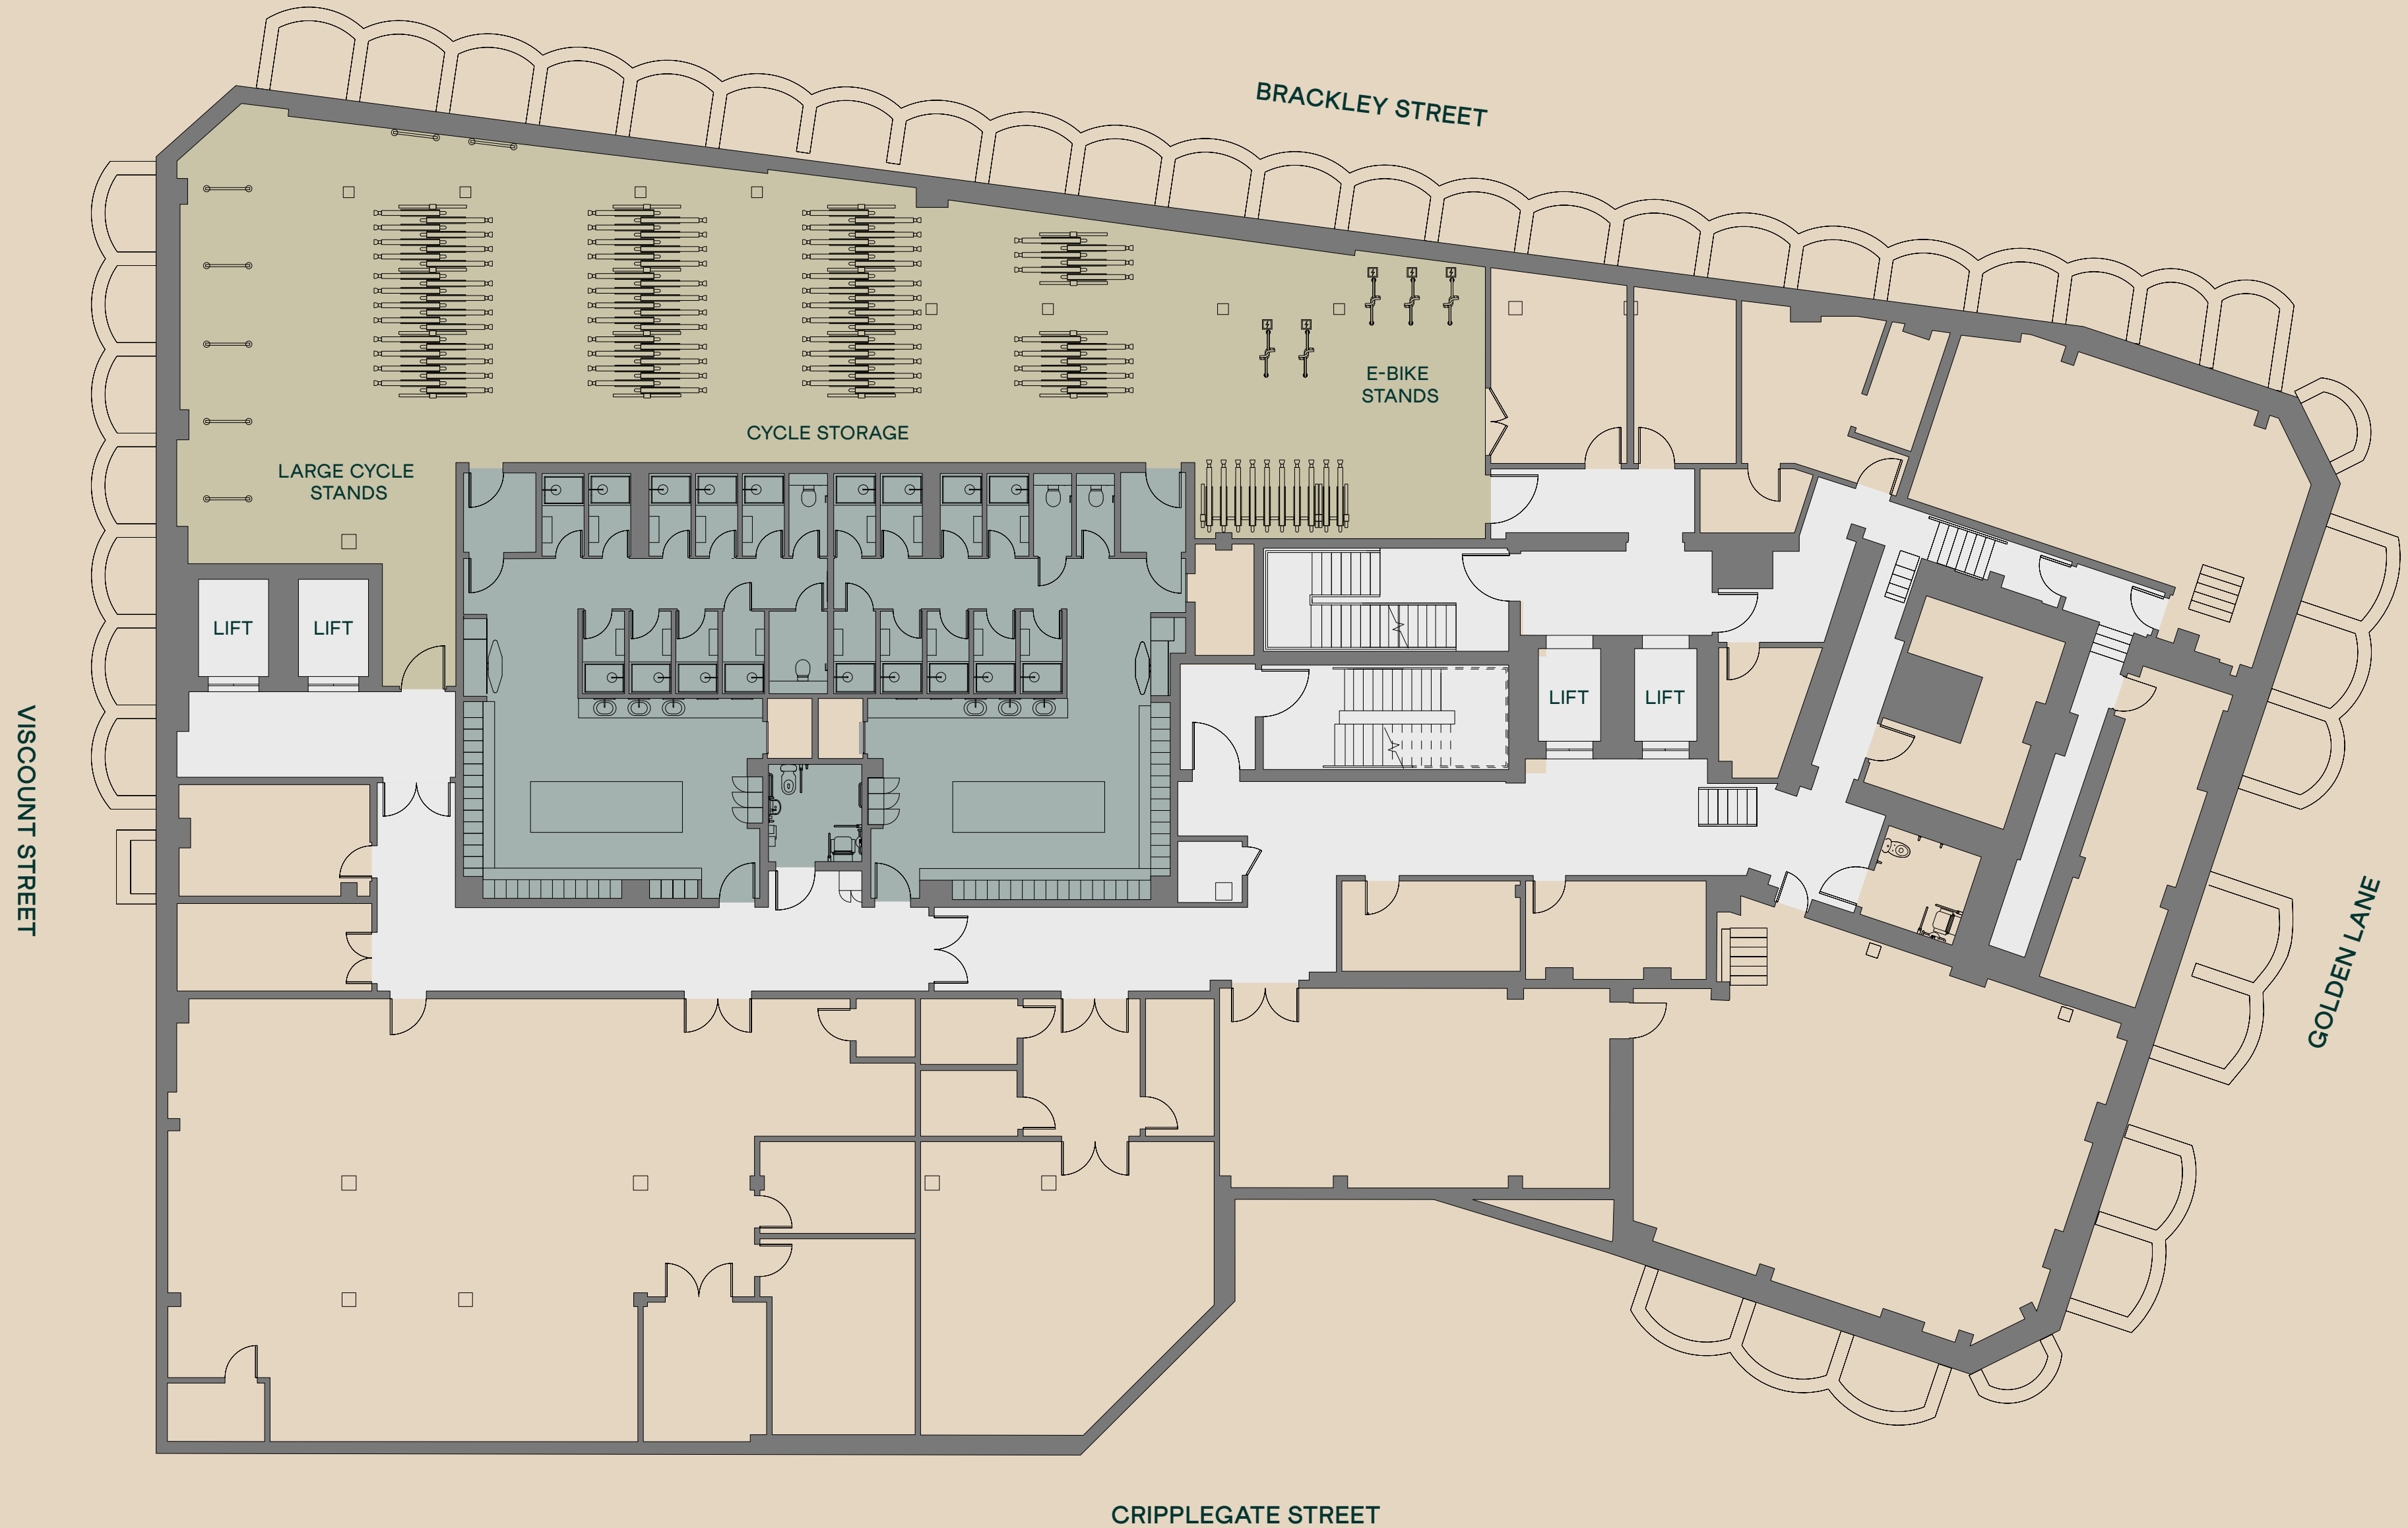 BRACKLEY STREET
E-BIKE
STANDS
CYCLE STORAGE
LARGE CYCLE
STANDS
LIFT
LIFT
LIFT
LIFT
VISCOUNT STREET
GOLDEN LANE
CRIPPLEGATE STREET